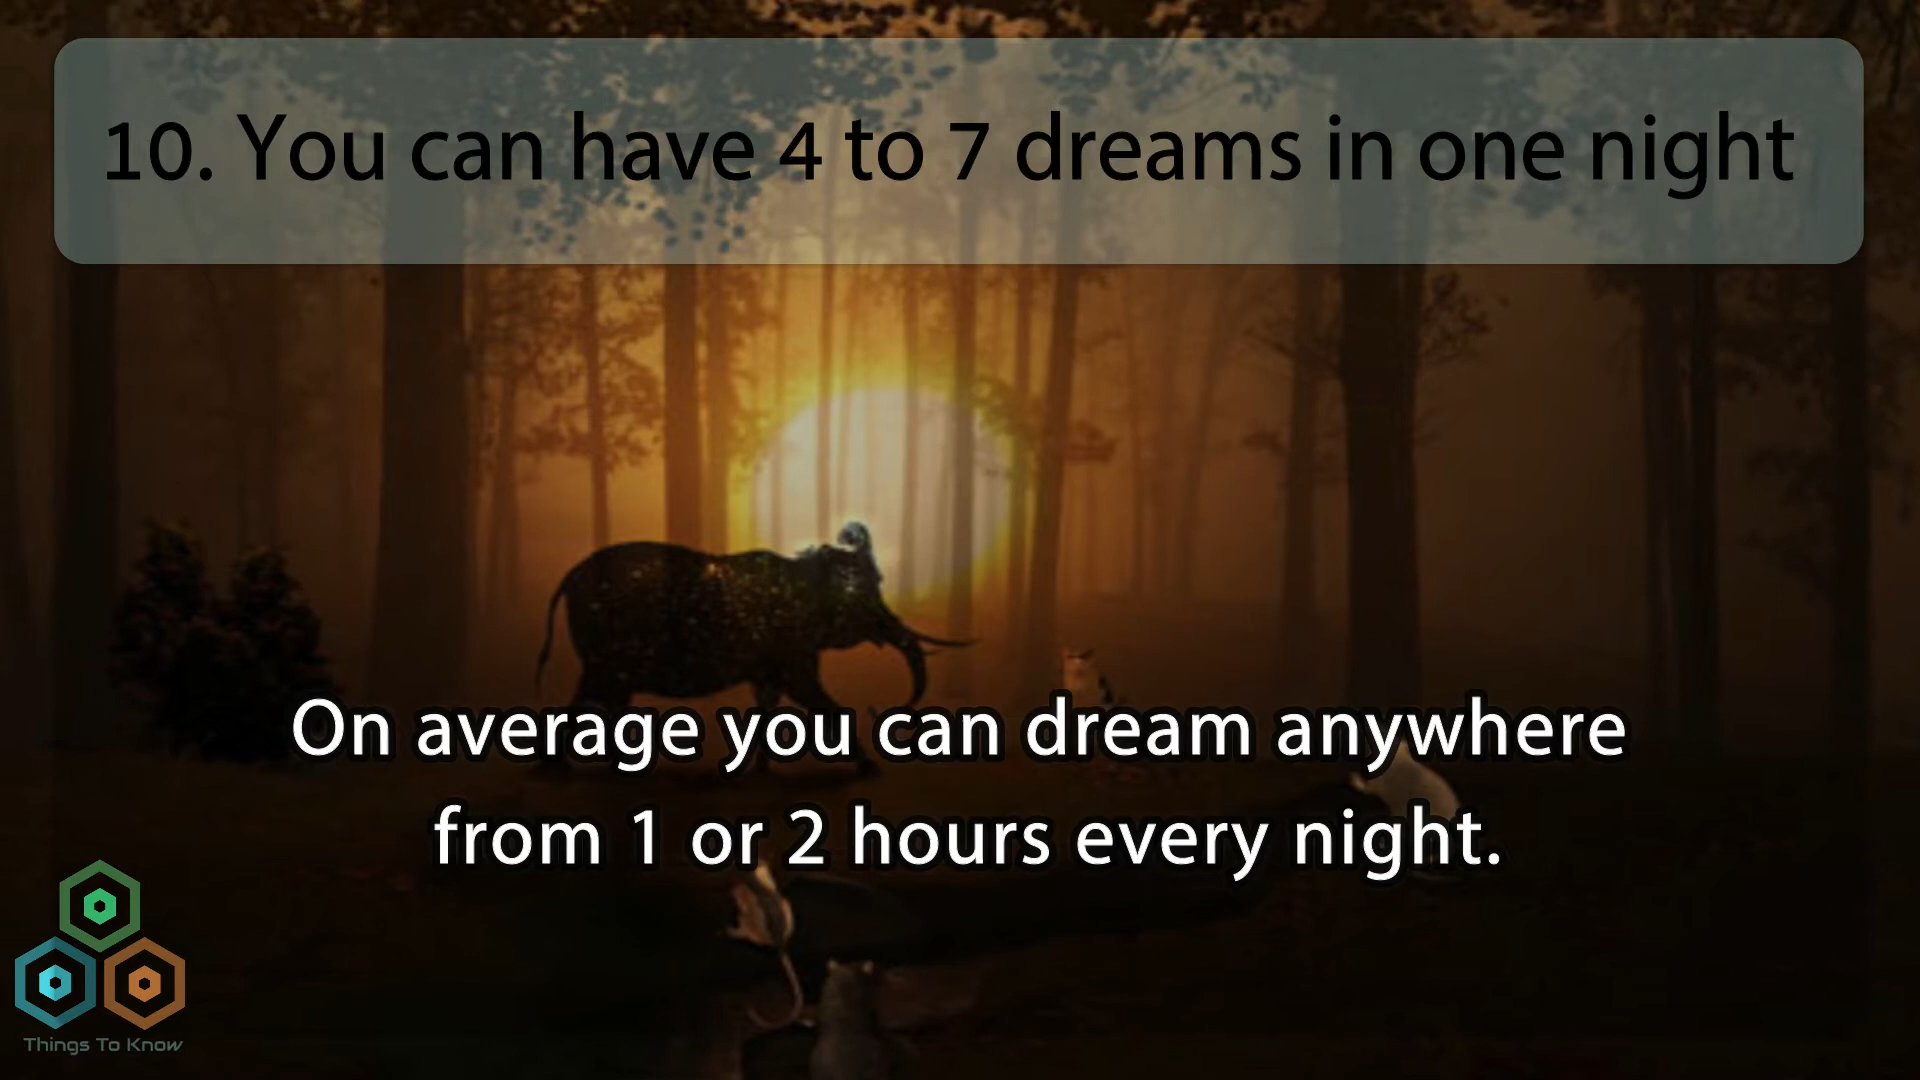 10. You can have 4 to 7 dreams in one night
On average you can dream anywhere
from 1 or 2 hours every night.
Things To Know